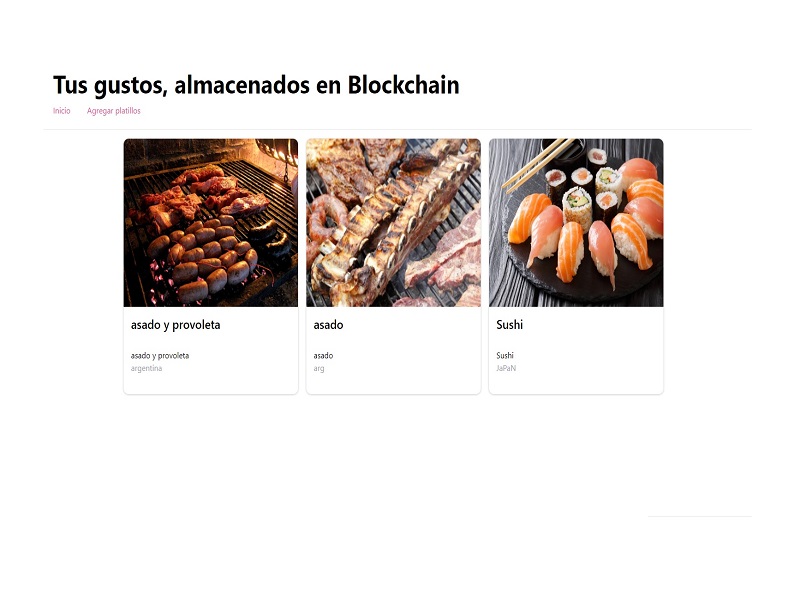 Tus gustos, almacenados en Blockchain
Inicio Agregar platillos
asado y provoleta
asado y provoleta
argentina
asado
asado
arg
Sushi
Sushi
JaPaN